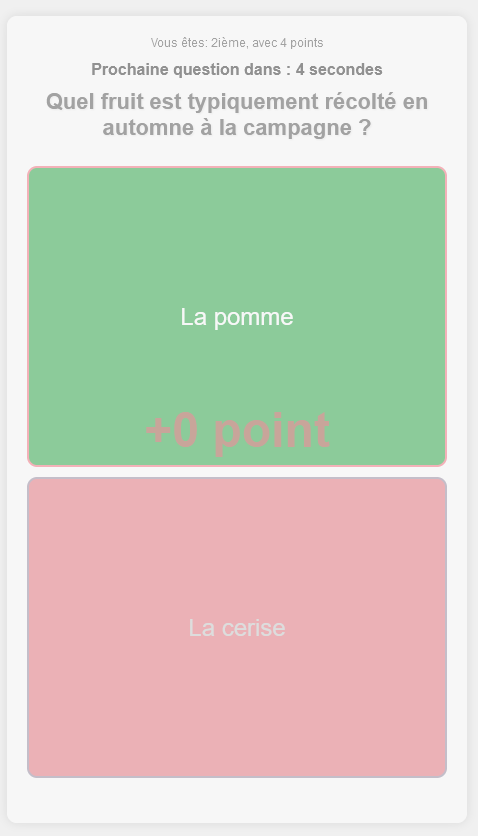 Vous êtes: 2ième, avec 4 points
Prochaine question dans : 4 secondes
Quel fruit est typiquement récolté en
automne à la campagne ?
La pomme
+0 point
La cerise